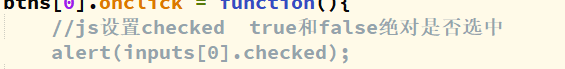 btns[0].onclick = function(){
//js设置checked  true和false绝对是否选中
alert(inputs[0].checked);